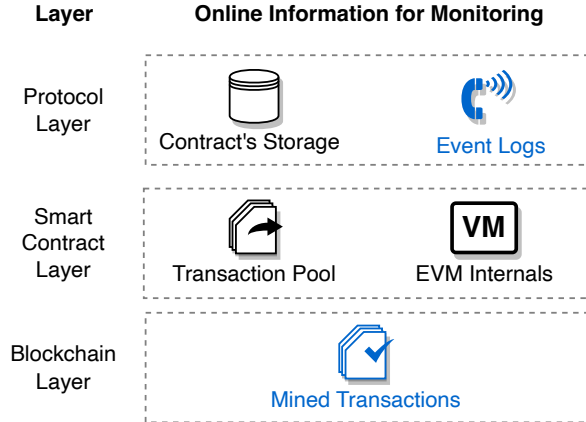 Layer
Online Information for Monitoring
Protocol
Layer
Contract's Storage
Event Logs
Smart
Contract
Layer
VM
Transaction Pool
EVM Internals
Blockchain
Layer
Mined Transactions